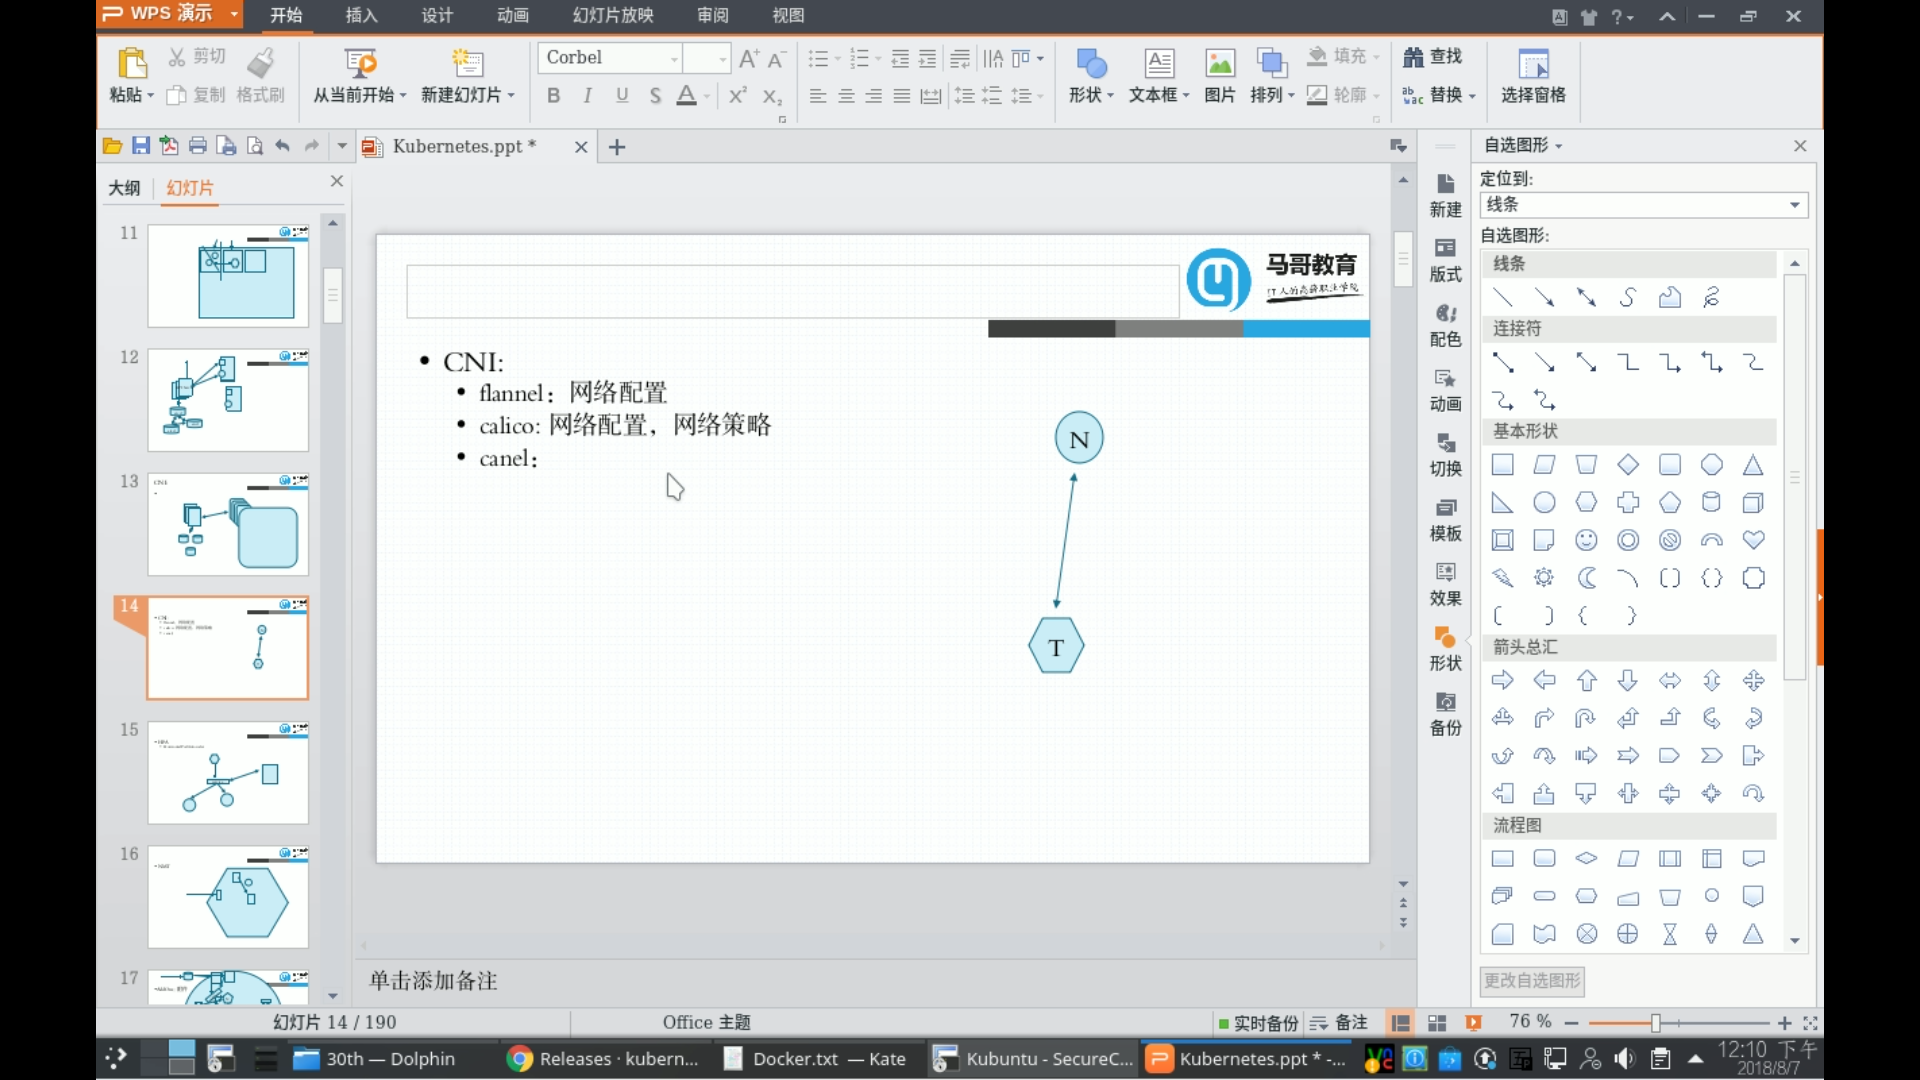 WPS 演示
开始
插入
设计
动画
幻灯片放映
审阅
视图
粘贴
剪切
复制
格式刷
从当前开始
新建幻灯片
Corbel
形状
文本框
图片
排列
填充
轮廓
查找
替换
选择窗格
Kubernetes.ppt *
大纲
幻灯片
11
12
13
14
15
16
17
马哥教育
IT人的高薪职业学院
• CNI:
• flannel：网络配置
• calico: 网络配置，网络策略
• canel：
N
T
单击添加备注
新建
版式
配色
动画
切换
模板
效果
形状
备份
自选图形
定位到:
线条
自选图形:
线条
连接符
基本形状
箭头总汇
流程图
更改自选图形
幻灯片 14 / 190
Office 主题
实时备份
备注
76 %
30th — Dolphin
Releases · kubern...
Docker.txt — Kate
Kubuntu - SecureC...
Kubernetes.ppt * -...
12:10 下午
2018/8/7